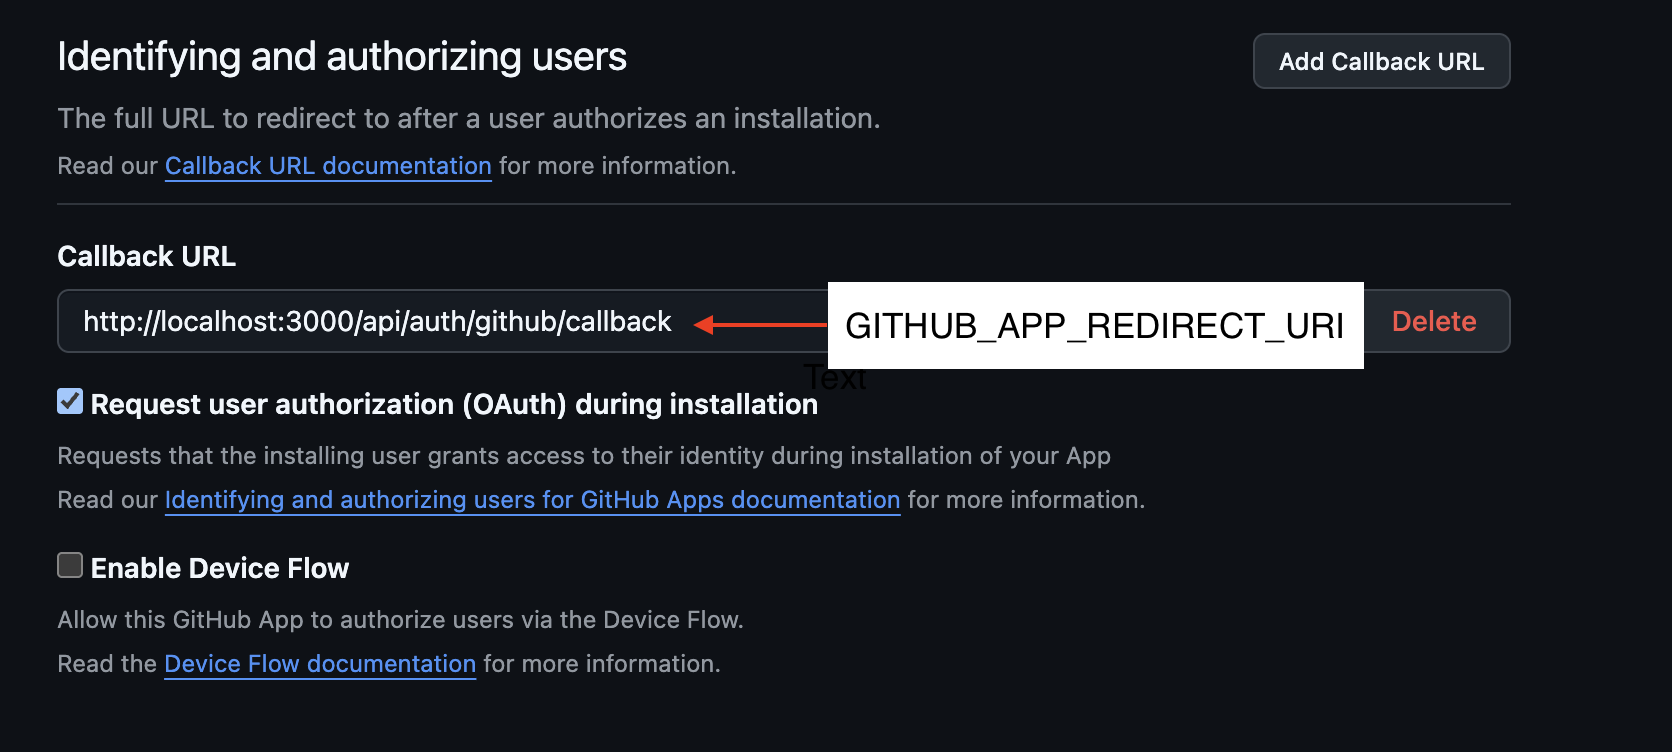 Identifying and authorizing users
Add Callback URL
The full URL to redirect to after a user authorizes an installation.
Read our Callback URL documentation for more information.
Callback URL
http://localhost:3000/api/auth/github/callback
GITHUB_APP_REDIRECT_URI
Delete
Text
Request user authorization (OAuth) during installation
Requests that the installing user grants access to their identity during installation of your App
Read our Identifying and authorizing users for GitHub Apps documentation for more information.
Enable Device Flow
Allow this GitHub App to authorize users via the Device Flow.
Read the Device Flow documentation for more information.